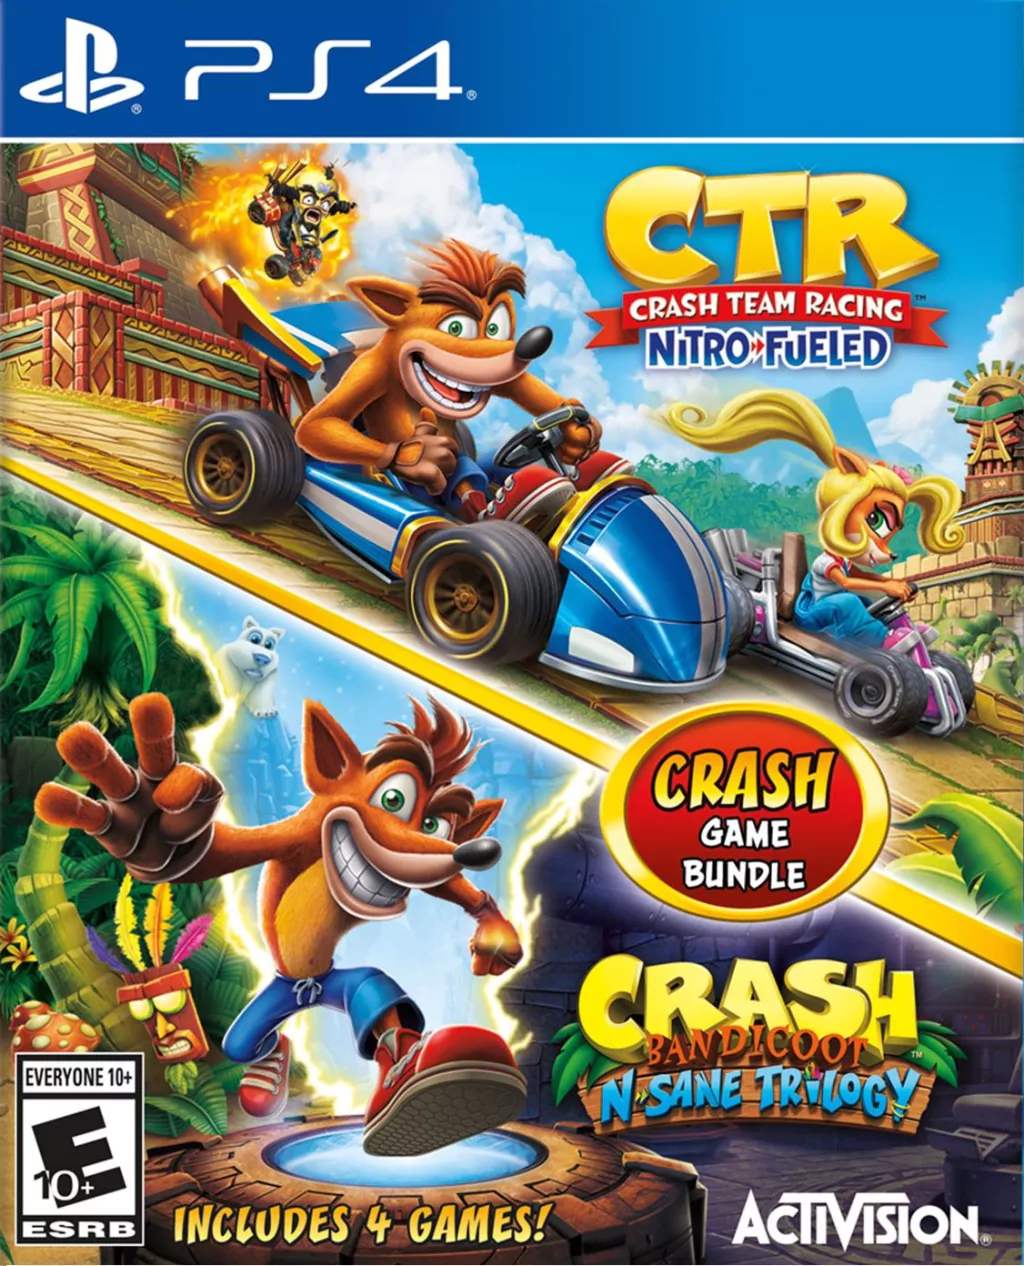 PS4
CTR
CRASH TEAM RACING
NITRO FUELED
CRASH
GAME
BUNDLE
CRASH
BANDICOOT
N SANE TRILOGY
EVERYONE 10+
E
10+
ESRB
INCLUDES 4 GAMES!
ACTIVISION